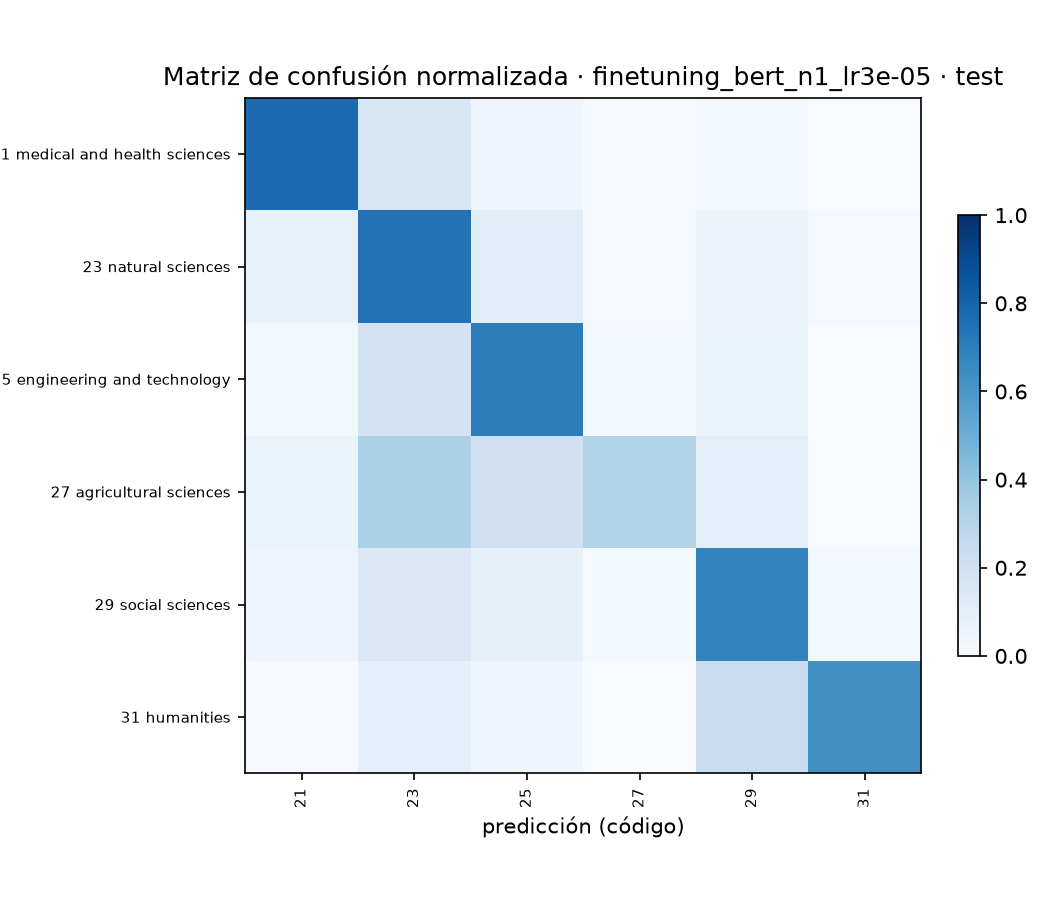 Matriz de confusión normalizada · finetuning_bert_n1_lr3e-05 · test
1 medical and health sciences
23 natural sciences
5 engineering and technology
27 agricultural sciences
29 social sciences
31 humanities
21
23
25
27
29
31
predicción (código)
1.0
0.8
0.6
0.4
0.2
0.0